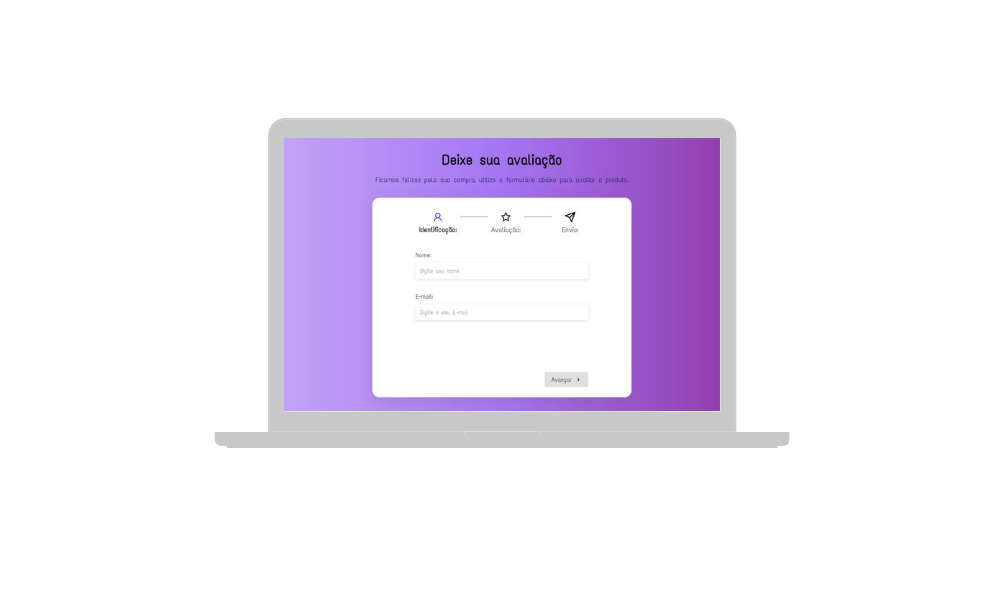 Deixe sua avaliação
Ficamos felizes pela sua compra, utilize o formulário abaixo para avaliar o produto.
Identificação: Avaliação: Envio:
Nome:
Digite seu nome
E-mail:
Digite o seu E-mail
Avançar >